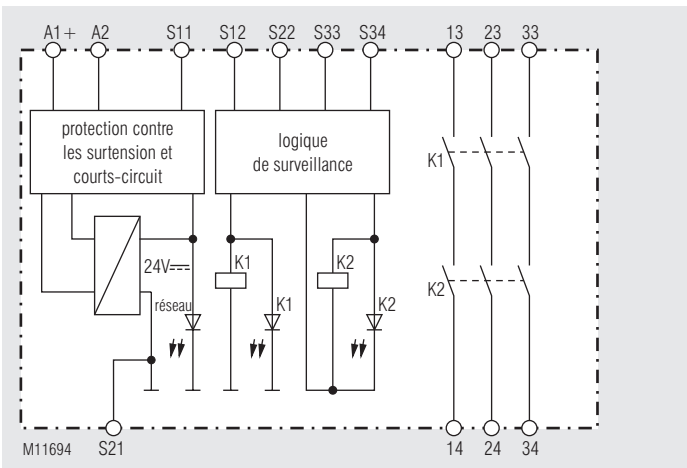 A1+ A2 S11 S12 S22 S33 S34 13 23 33
protection contre
les surtension et
courts-circuit
logique
de surveillance
K1
24V
K1
K2
K2
réseau
K1
K2
M11694
S21
14 24 34